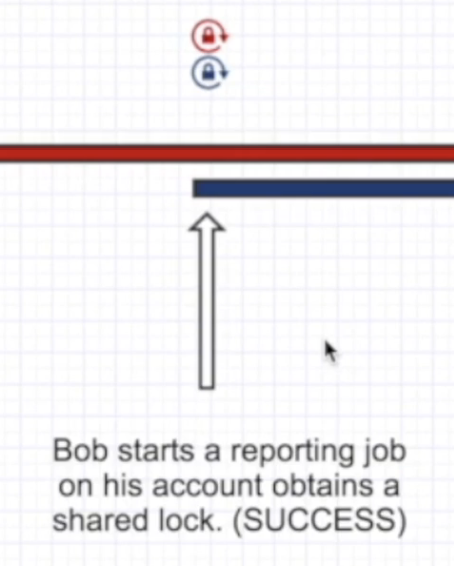 Bob starts a reporting job
on his account obtains a
shared lock. (SUCCESS)